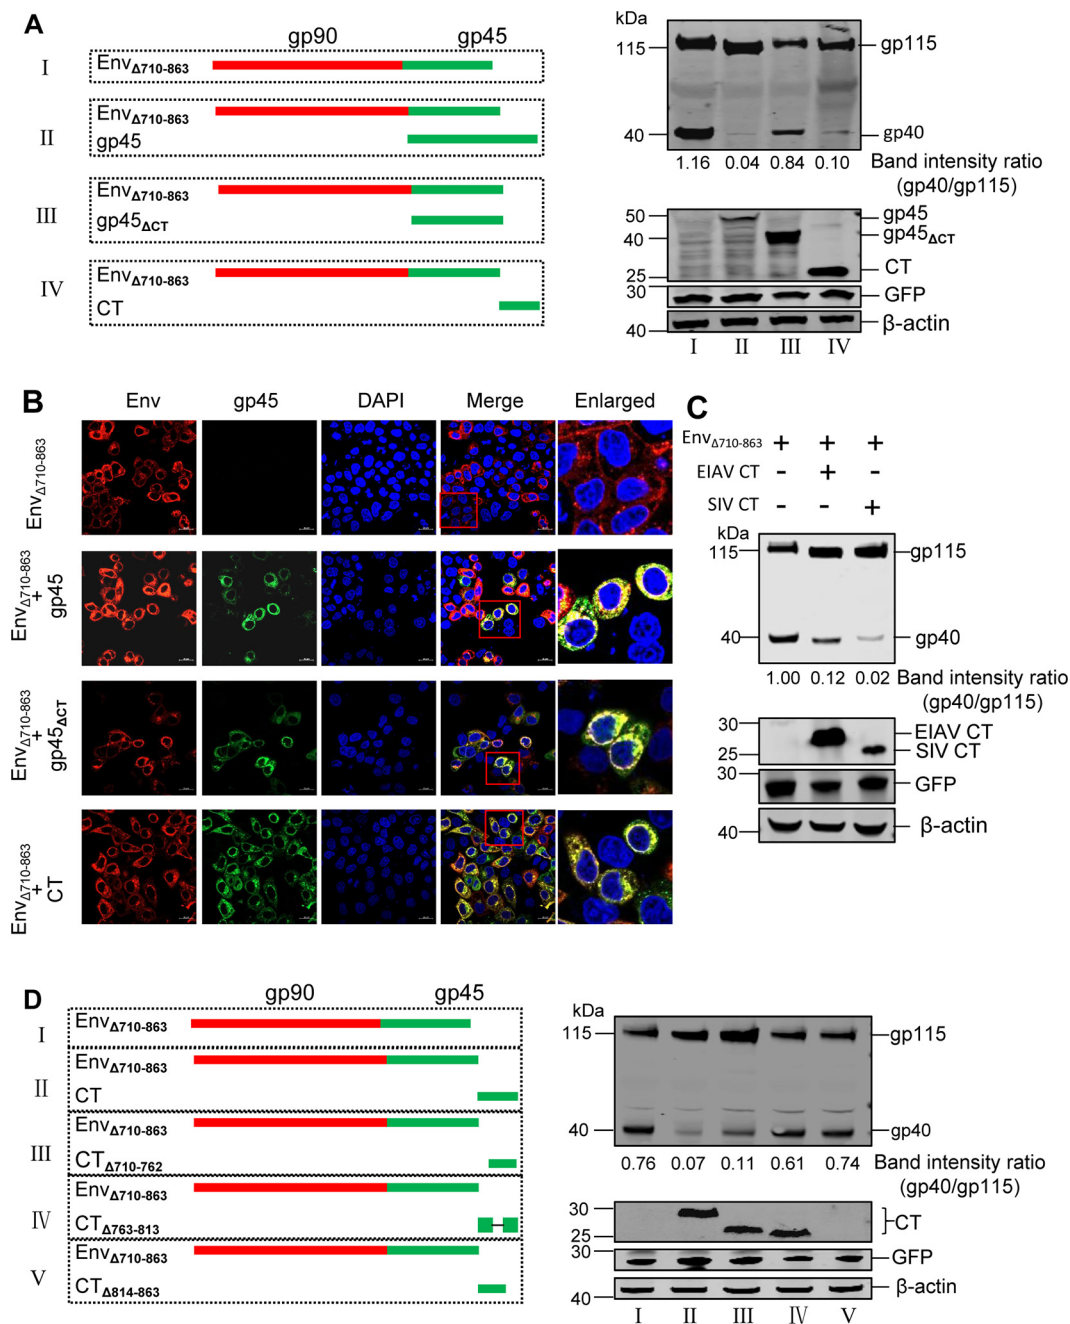 A
gp90 gp45
I EnvΔ710-863
II EnvΔ710-863
gp45
III EnvΔ710-863
gp45ΔCT
IV EnvΔ710-863
CT
kDa
115 gp115
40 gp40
1.16 0.04 0.84 0.10 Band intensity ratio
(gp40/gp115)
50 gp45
40 gp45ΔCT
25 CT
30 GFP
40 β-actin
I II III IV
B
Env gp45 DAPI Merge Enlarged
EnvΔ710-863
EnvΔ710-863
+
gp45
EnvΔ710-863
+
gp45ΔCT
EnvΔ710-863
+
CT
C
EnvΔ710-863 + + +
EIAV CT - + -
SIV CT - - +
kDa
115 gp115
40 gp40
1.00 0.12 0.02 Band intensity ratio
(gp40/gp115)
30 EIAV CT
25 SIV CT
30 GFP
40 β-actin
D
gp90 gp45
I EnvΔ710-863
II EnvΔ710-863
CT
III EnvΔ710-863
CTΔ710-762
IV EnvΔ710-863
CTΔ763-813
V EnvΔ710-863
CTΔ814-863
kDa
115 gp115
40 gp40
0.76 0.07 0.11 0.61 0.74 Band intensity ratio
(gp40/gp115)
30 CT
25
30 GFP
40 β-actin
I II III IV V